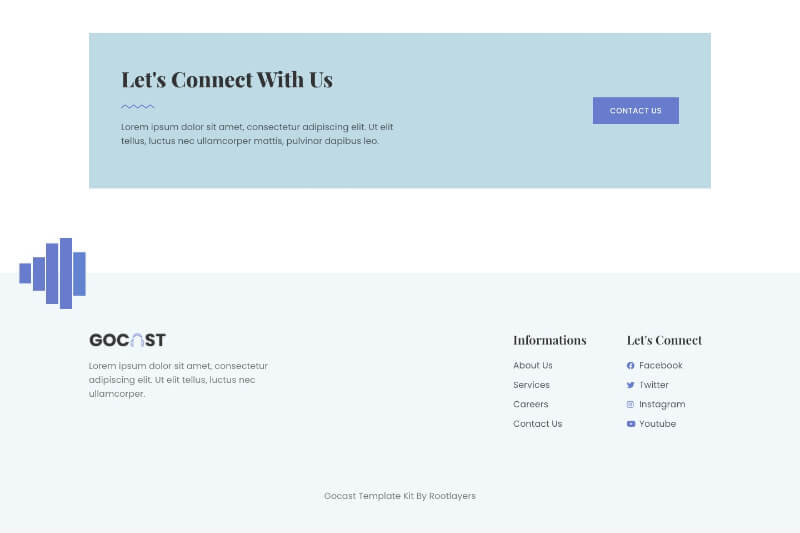 Let's Connect With Us
Lorem ipsum dolor sit amet, consectetur adipiscing elit. Ut elit
tellus, luctus nec ullamcorper mattis, pulvinar dapibus leo.
CONTACT US
GOCAST
Lorem ipsum dolor sit amet, consectetur
adipiscing elit. Ut elit tellus, luctus nec
ullamcorper.
Informations
About Us
Services
Careers
Contact Us
Let's Connect
Facebook
Twitter
Instagram
Youtube
Gocast Template Kit By Rootlayers